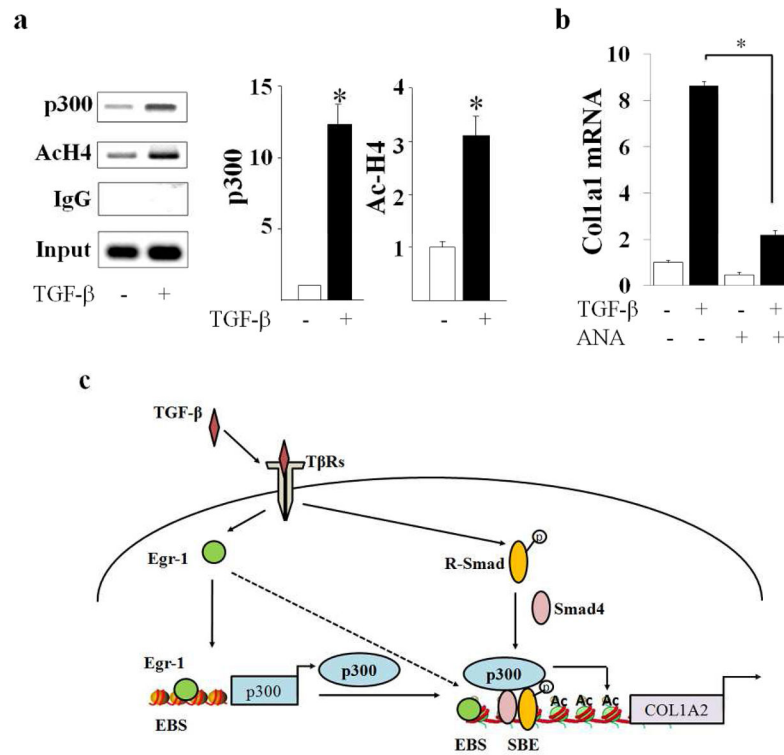 a
p300
AcH4
IgG
Input
TGF-β - +
p300
15
10
5
*
- +
TGF-β
Ac-H4
4
3
2
1
0
*
- +
b
Col1a1 mRNA
10
8
6
4
2
0
*
TGF-β - + - +
ANA - - + +
c
TGF-β
TβRs
Egr-1
R-Smad
p
Smad4
Egr-1
p300
p300
EBS
p300
p
Ac Ac Ac
COL1A2
EBS SBE